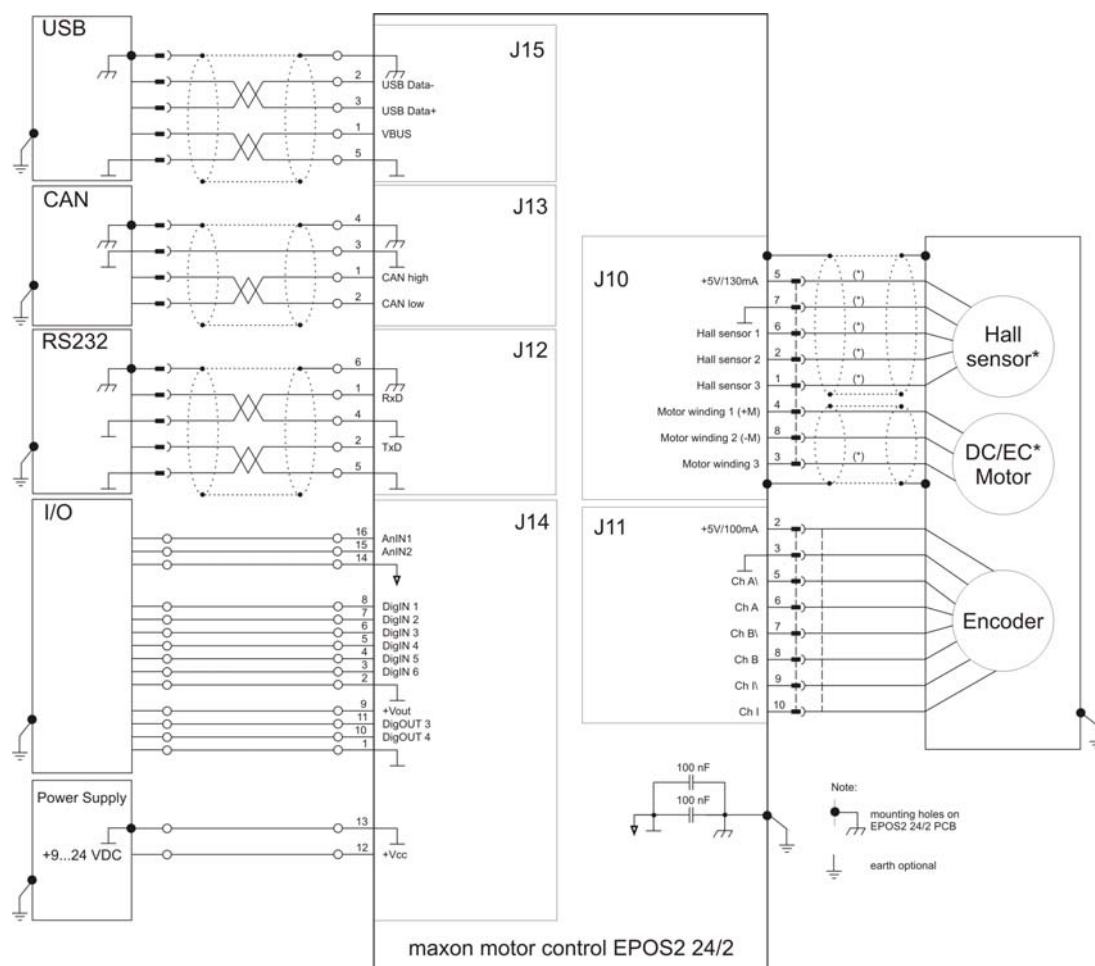 USB
J15
2
USB Data-
3
USB Data+
1
VBUS
5
CAN
J13
4
3
1
CAN high
2
CAN low
RS232
J12
6
1
RxD
4
2
TxD
5
I/O
J14
16
AnIN1
15
AnIN2
14
8
DigIN 1
7
DigIN 2
6
DigIN 3
5
DigIN 4
4
DigIN 5
3
DigIN 6
2
9
+Vout
11
DigOUT 3
10
DigOUT 4
1
Power Supply
13
+9...24 VDC
12
+Vcc
J10
+5V/130mA
5
(*)
7
(*)
Hall sensor 1
6
(*)
Hall sensor 2
2
(*)
Hall sensor 3
1
(*)
Motor winding 1 (+M)
4
Motor winding 2 (-M)
8
Motor winding 3
3
(*)
Hall
sensor*
DC/EC*
Motor
J11
+5V/100mA
2
3
Ch A\
5
Ch A
6
Ch B\
7
Ch B
8
Ch I\
9
Ch I
10
Encoder
100 nF
100 nF
Note:
mounting holes on
EPOS2 24/2 PCB
earth optional
maxon motor control EPOS2 24/2